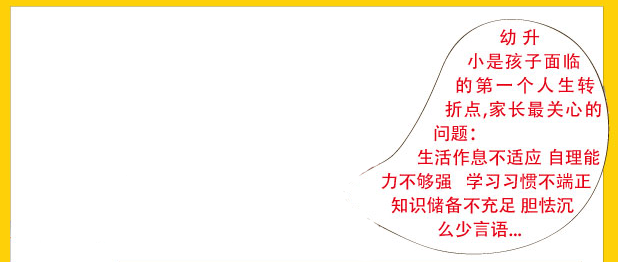 幼 升
小是孩子面临
的第一个人生转
折点,家长最关心的
问题：
生活作息不适应 自理能
力不够强 学习习惯不端正
知识储备不充足 胆怯沉
么少言语...